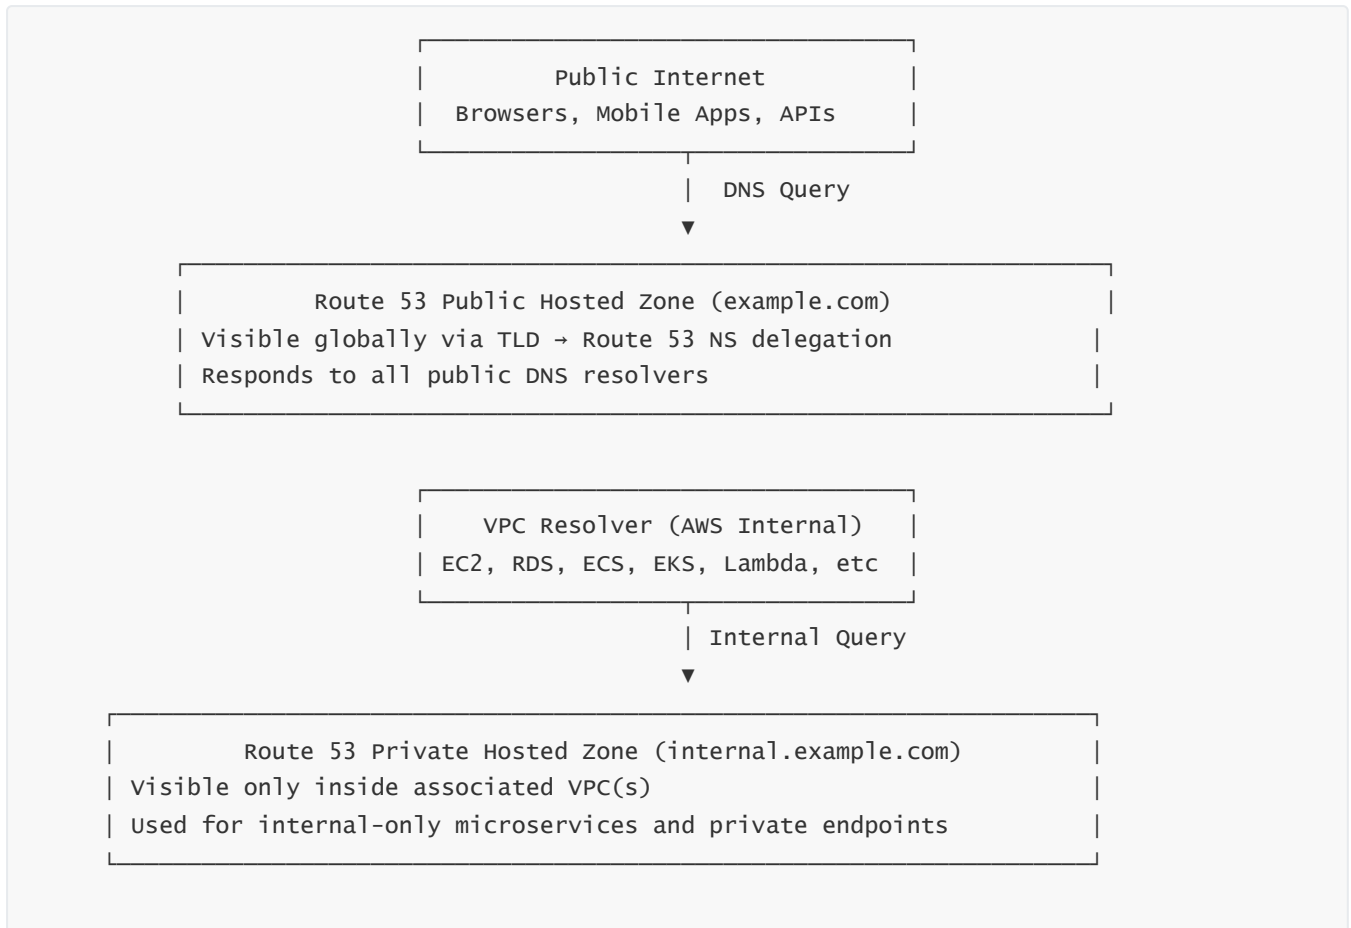 Public Internet
Browsers, Mobile Apps, APIs
DNS Query
▼
Route 53 Public Hosted Zone (example.com)
Visible globally via TLD → Route 53 NS delegation
Responds to all public DNS resolvers
VPC Resolver (AWS Internal)
EC2, RDS, ECS, EKS, Lambda, etc
Internal Query
▼
Route 53 Private Hosted Zone (internal.example.com)
Visible only inside associated VPC(s)
Used for internal-only microservices and private endpoints